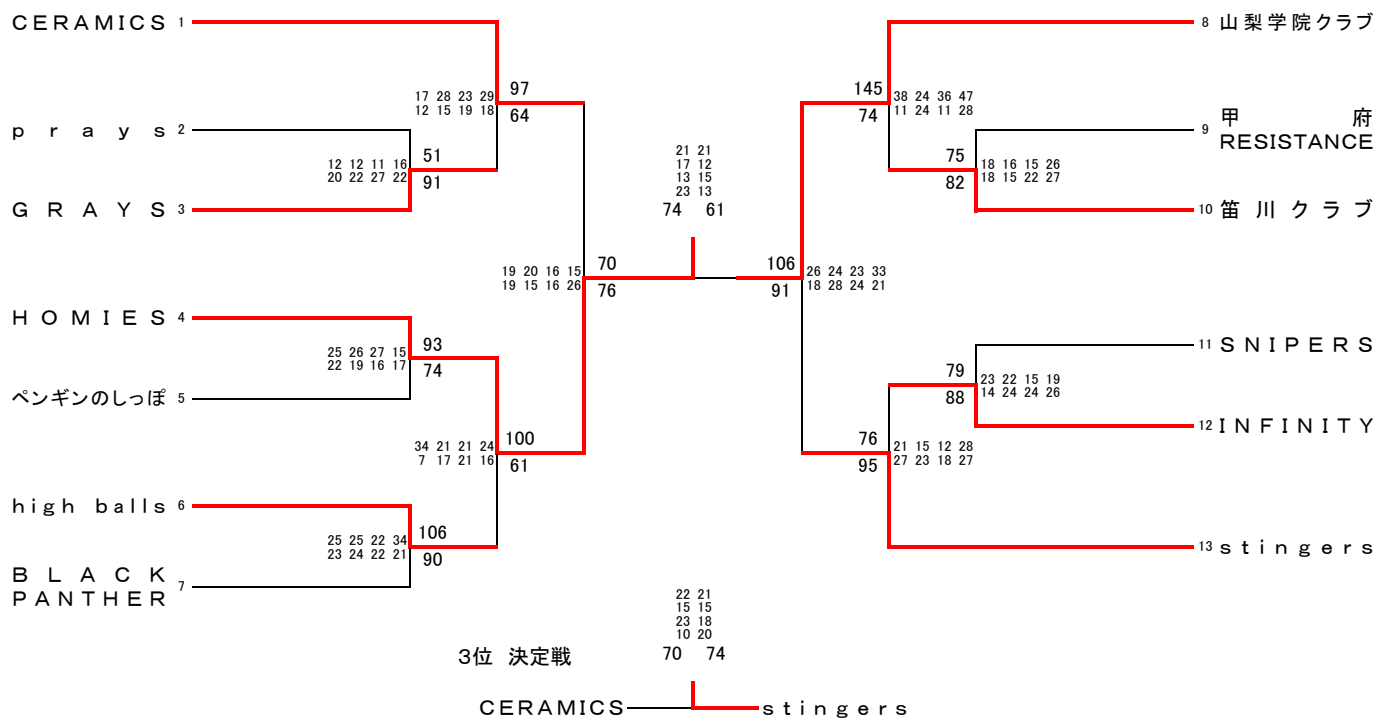 CERAMICS 1
8 山梨学院クラブ
97
17 28 23 29
12 15 19 18
64
145
38 24 36 47
11 24 11 28
74
prays 2
9 甲府
RESISTANCE
51
12 12 11 16
20 22 27 22
91
75
18 16 15 26
18 15 22 27
82
GRAYS 3
10 笛川クラブ
21 21
17 12
13 15
23 13
74 61
70
19 20 16 15
19 15 16 26
76
106
26 24 23 33
18 28 24 21
91
HOMIES 4
11 SNIPERS
93
25 26 27 15
22 19 16 17
74
79
23 22 15 19
14 24 24 26
88
ペンギンのしっぽ 5
12 INFINITY
100
34 21 21 24
7 17 21 16
61
76
21 15 12 28
27 23 18 27
95
high balls 6
13 stingers
106
25 25 22 34
23 24 22 21
90
BLACK
PANTHER 7
22 21
15 15
23 18
10 20
3位 決定戦
70 74
CERAMICS
stingers